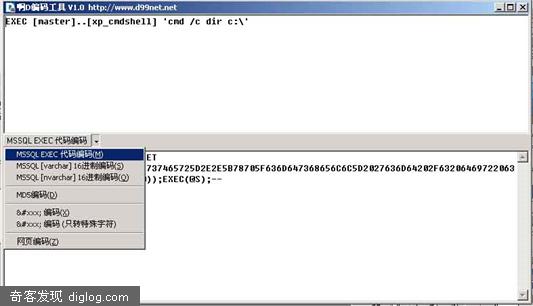 啊D编码工具 V1.0 http://www.d99net.net
EXEC [master]..[xp_cmdshell] 'cmd /c dir c:\'
MSSQL EXEC 代码编码
MSSQL EXEC 代码编码(M)
MSSQL [varchar] 16进制编码(S)
MSSQL [nvarchar] 16进制编码(O)
MD5编码(D)
&#xxx; 编码(X)
&#xxx; 编码 (只转特殊字符)
网页编码(Z)
ET
737465725D2E2E5B78705F636D647368656C6C5D2027636D64202F632064697220633
));EXEC(@S);--
奇客发现 diglog.com